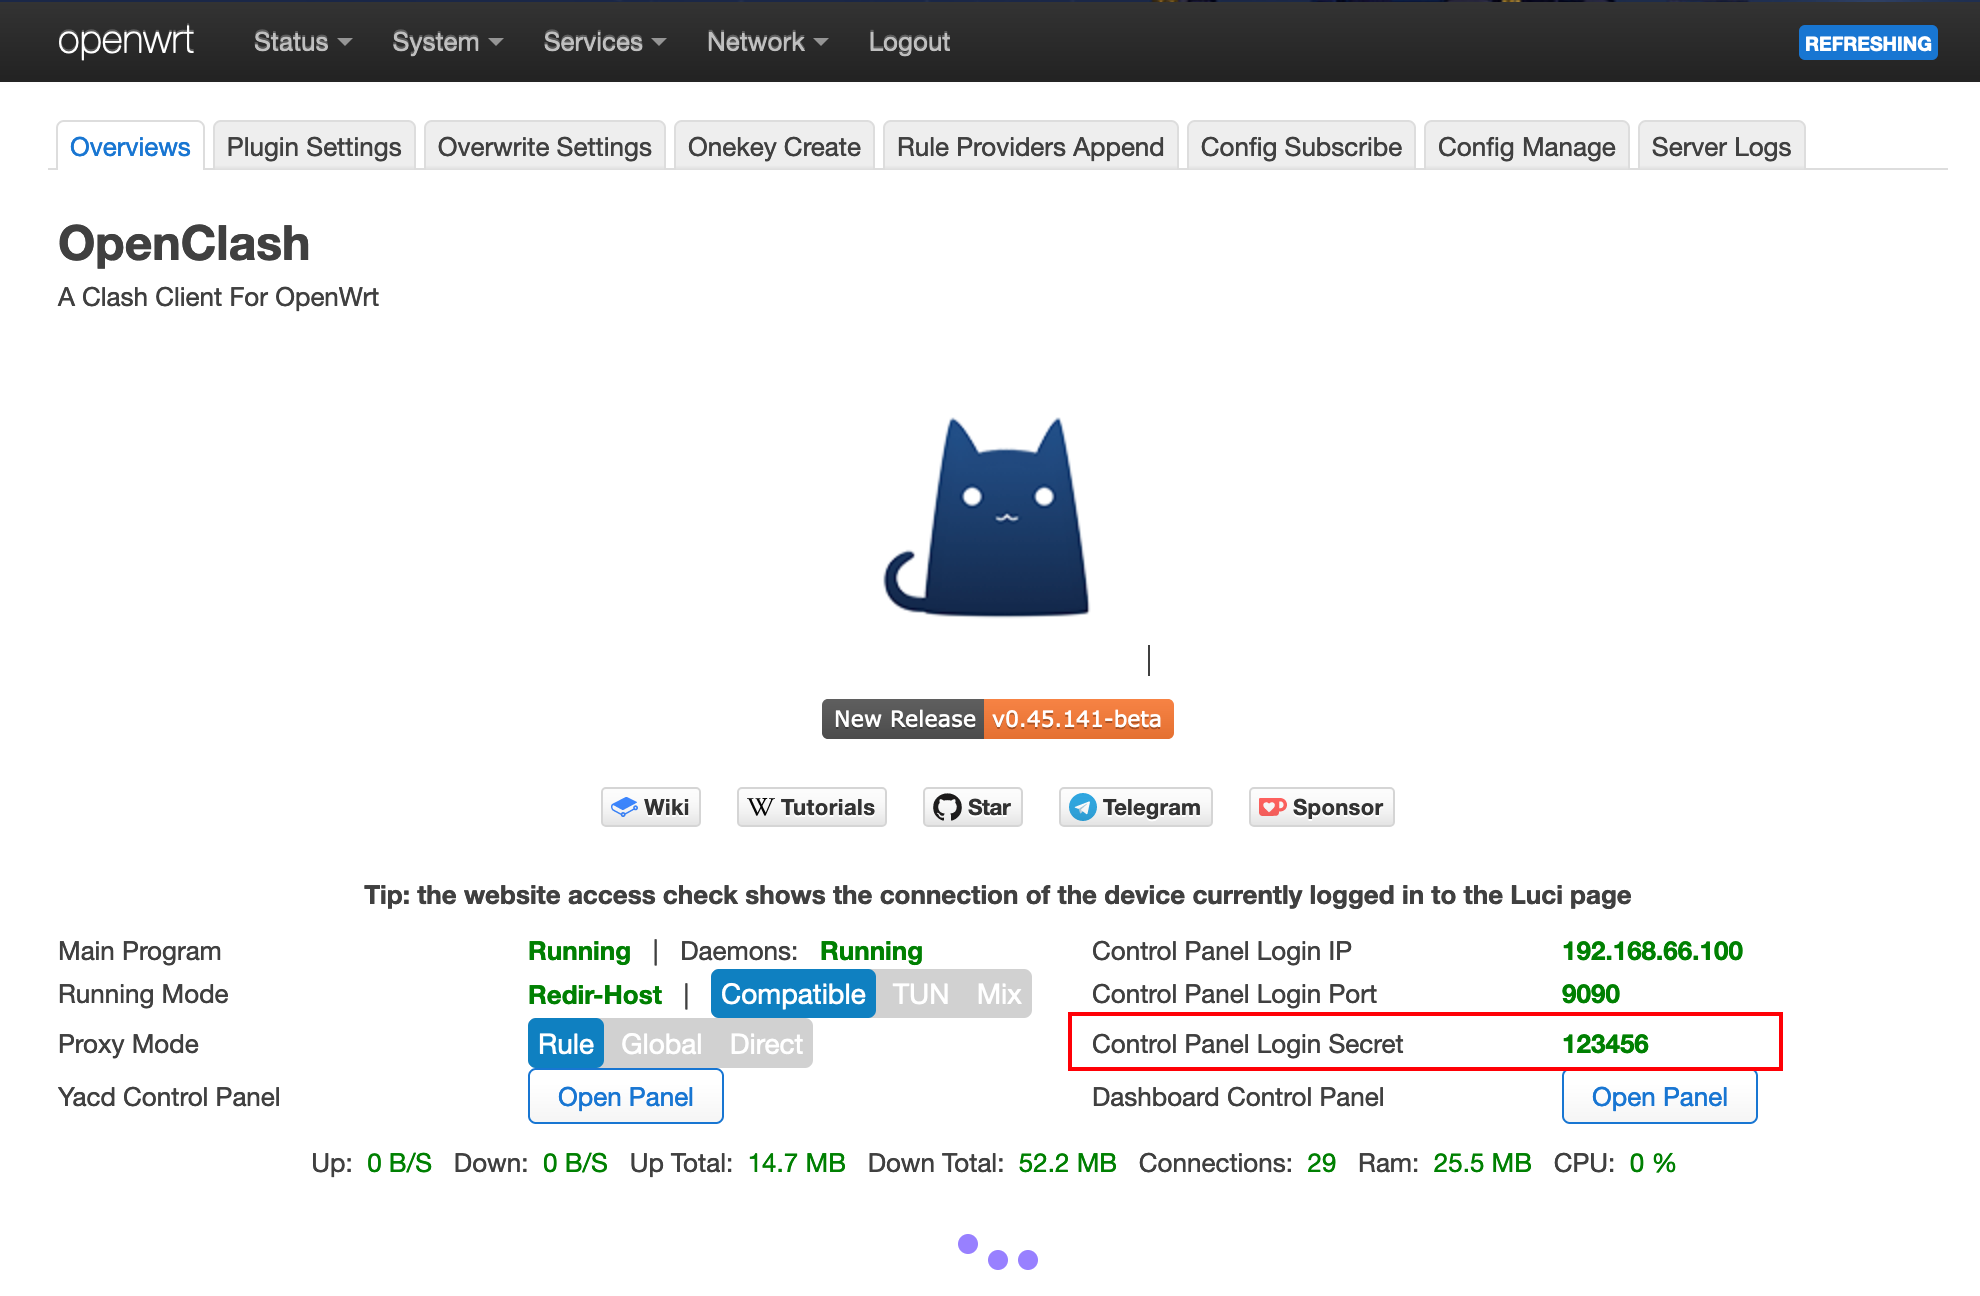 openwrt Status System Services Network Logout REFRESHING
Overviews Plugin Settings Overwrite Settings Onekey Create Rule Providers Append Config Subscribe Config Manage Server Logs
OpenClash
A Clash Client For OpenWrt
New Release v0.45.141-beta
Wiki Tutorials Star Telegram Sponsor
Tip: the website access check shows the connection of the device currently logged in to the Luci page
Main Program Running | Daemons: Running Control Panel Login IP 192.168.66.100
Running Mode Redir-Host | Compatible TUN Mix Control Panel Login Port 9090
Proxy Mode Rule Global Direct Control Panel Login Secret 123456
Yacd Control Panel Open Panel Dashboard Control Panel Open Panel
Up: 0 B/S Down: 0 B/S Up Total: 14.7 MB Down Total: 52.2 MB Connections: 29 Ram: 25.5 MB CPU: 0 %